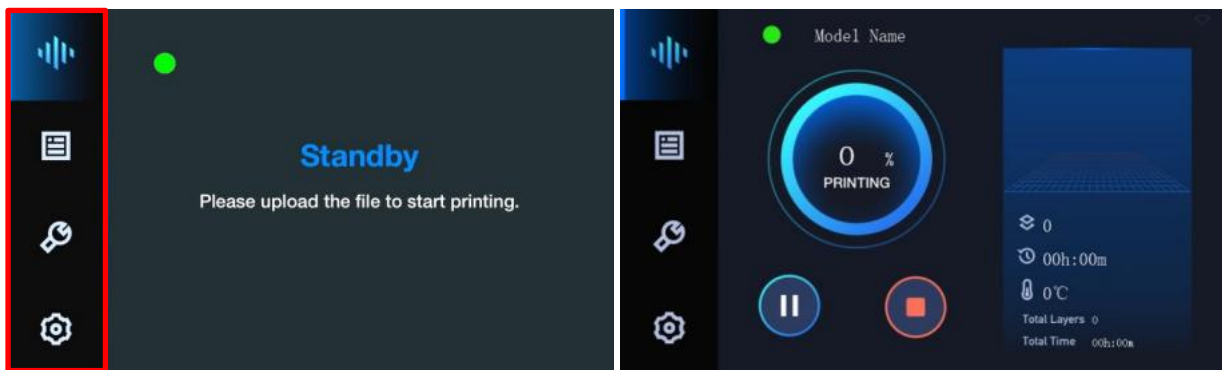 Standby
Please upload the file to start printing.
Model Name
0 %
PRINTING
0
00h:00m
0℃
Total Layers 0
Total Time 00h:00m